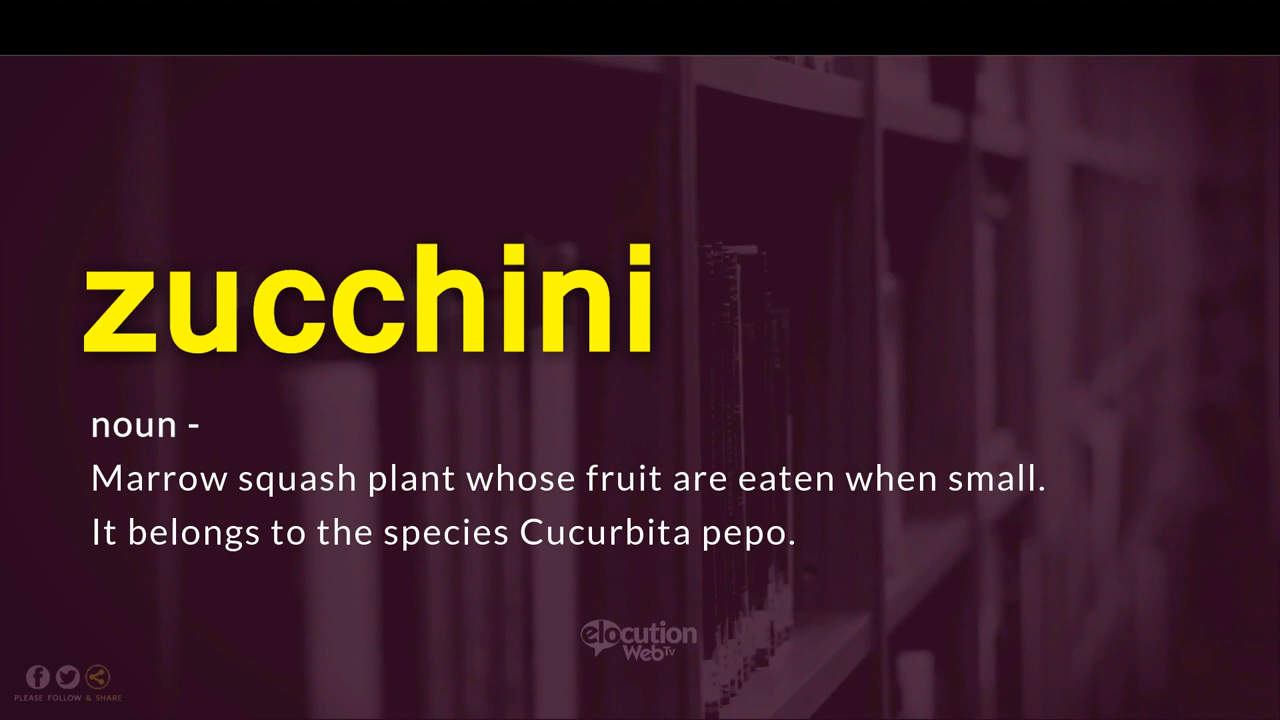 zucchini
noun -
Marrow squash plant whose fruit are eaten when small.
It belongs to the species Cucurbita pepo.
elocution
WebTv
PLEASE FOLLOW & SHARE